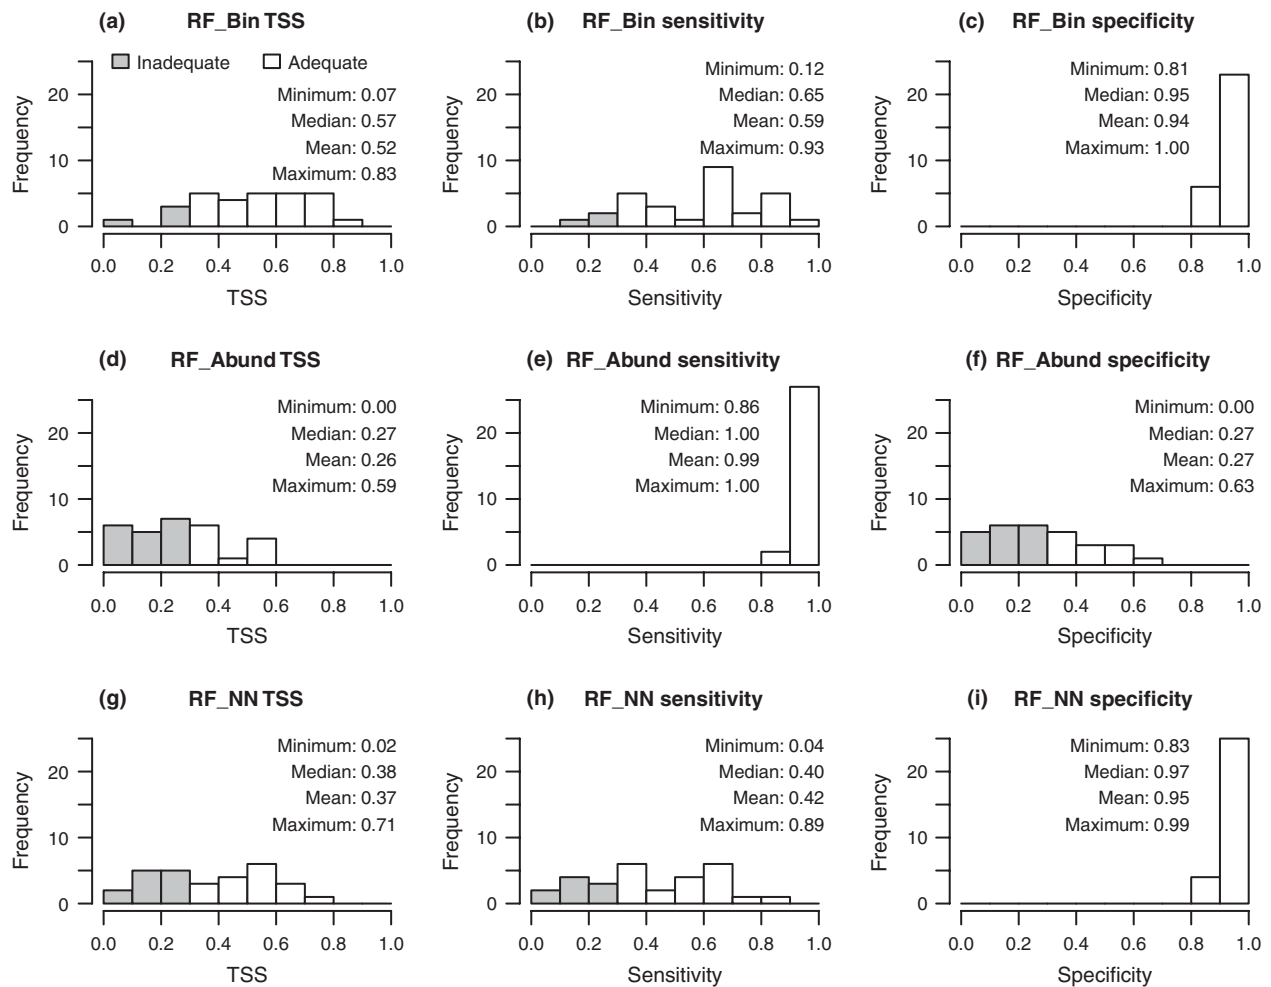 (a) RF_Bin TSS
Inadequate Adequate
Minimum: 0.07
Median: 0.57
Mean: 0.52
Maximum: 0.83
Frequency
20
10
0
0.0 0.2 0.4 0.6 0.8 1.0
TSS
(b) RF_Bin sensitivity
Minimum: 0.12
Median: 0.65
Mean: 0.59
Maximum: 0.93
Frequency
20
10
0
0.0 0.2 0.4 0.6 0.8 1.0
Sensitivity
(c) RF_Bin specificity
Minimum: 0.81
Median: 0.95
Mean: 0.94
Maximum: 1.00
Frequency
20
10
0
0.0 0.2 0.4 0.6 0.8 1.0
Specificity
(d) RF_Abund TSS
Minimum: 0.00
Median: 0.27
Mean: 0.26
Maximum: 0.59
Frequency
20
10
0
0.0 0.2 0.4 0.6 0.8 1.0
TSS
(e) RF_Abund sensitivity
Minimum: 0.86
Median: 1.00
Mean: 0.99
Maximum: 1.00
Frequency
20
10
0
0.0 0.2 0.4 0.6 0.8 1.0
Sensitivity
(f) RF_Abund specificity
Minimum: 0.00
Median: 0.27
Mean: 0.27
Maximum: 0.63
Frequency
20
10
0
0.0 0.2 0.4 0.6 0.8 1.0
Specificity
(g) RF_NN TSS
Minimum: 0.02
Median: 0.38
Mean: 0.37
Maximum: 0.71
Frequency
20
10
0
0.0 0.2 0.4 0.6 0.8 1.0
TSS
(h) RF_NN sensitivity
Minimum: 0.04
Median: 0.40
Mean: 0.42
Maximum: 0.89
Frequency
20
10
0
0.0 0.2 0.4 0.6 0.8 1.0
Sensitivity
(i) RF_NN specificity
Minimum: 0.83
Median: 0.97
Mean: 0.95
Maximum: 0.99
Frequency
20
10
0
0.0 0.2 0.4 0.6 0.8 1.0
Specificity